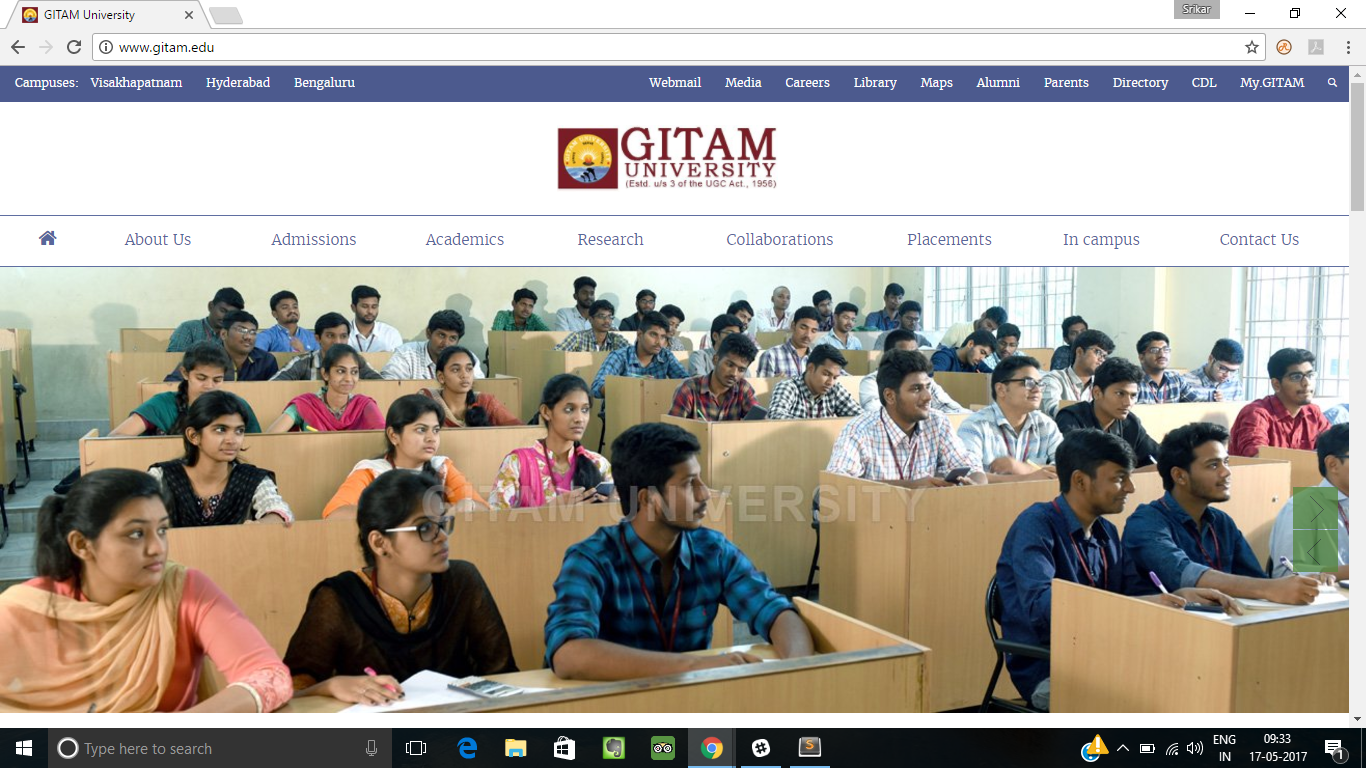 GITAM University
Srikar
www.gitam.edu
Campuses: Visakhapatnam Hyderabad Bengaluru Webmail Media Careers Library Maps Alumni Parents Directory CDL My.GITAM
GITAM
UNIVERSITY
(Estd. u/s 3 of the UGC Act., 1956)
About Us Admissions Academics Research Collaborations Placements In campus Contact Us
GITAM UNIVERSITY
Type here to search
ENG 09:33
IN 17-05-2017
1